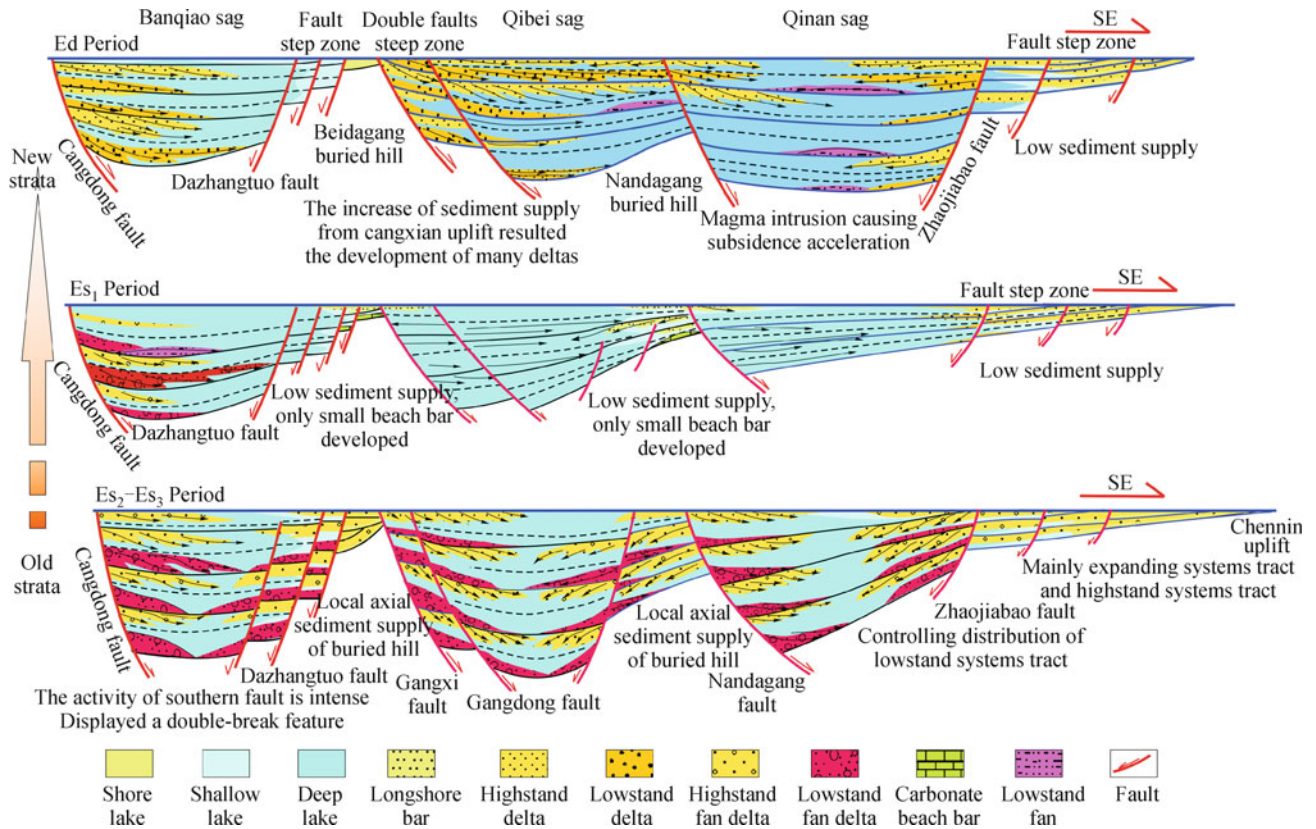 Banqiao sag
Fault
step zone
Double faults
steep zone
Qibei sag
Qinan sag
SE
Ed Period
Fault step zone
New
strata
Cangdong fault
Dazhangtuo fault
Beidagang
buried hill
The increase of sediment supply
from cangxian uplift resulted
the development of many deltas
Nandagang
buried hill
Magma intrusion causing
subsidence acceleration
Zhaojiabao fault
Low sediment supply
Es₁ Period
Fault step zone
SE
Cangdong fault
Dazhangtuo fault
Low sediment supply,
only small beach bar
developed
Low sediment supply,
only small beach bar
developed
Low sediment supply
Es₂−Es₃ Period
SE
Old
strata
Cangdong fault
Dazhangtuo fault
The activity of southern fault is intense
Displayed a double-break feature
Local axial
sediment supply
of buried hill
Gangxi
fault
Gangdong fault
Local axial
sediment supply
of buried hill
Nandagang
fault
Zhaojiabao fault
Controlling distribution of
lowstand systems tract
Mainly expanding systems tract
and highstand systems tract
Chennin
uplift
Shore
lake
Shallow
lake
Deep
lake
Longshore
bar
Highstand
delta
Lowstand
delta
Highstand
fan delta
Lowstand
fan delta
Carbonate
beach bar
Lowstand
fan
Fault